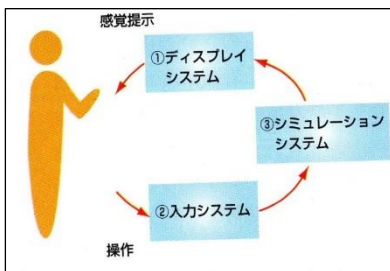 感覚提示
①ディスプレイ
システム
③シミュレーション
システム
②入力システム
操作